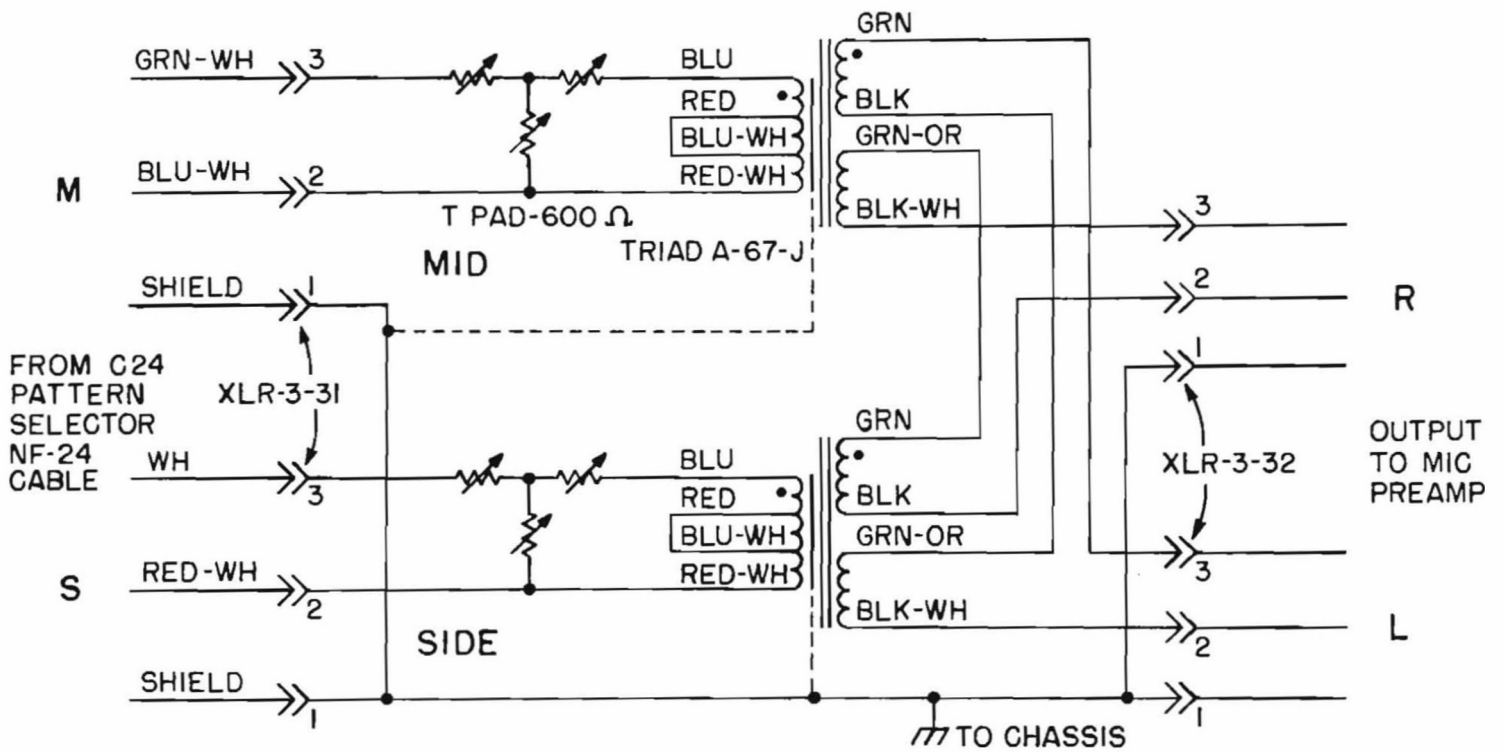 GRN-WH
3
BLU
GRN
RED
BLK
BLU-WH
GRN-OR
M
BLU-WH
2
RED-WH
BLK-WH
3
T PAD-600 Ω
TRIAD A-67-J
MID
SHIELD
1
2
R
1
FROM C24
PATTERN
SELECTOR
NF-24
CABLE
XLR-3-31
GRN
OUTPUT
TO MIC
PREAMP
XLR-3-32
WH
3
BLU
RED
BLK
BLU-WH
GRN-OR
3
S
RED-WH
2
RED-WH
BLK-WH
2
L
SIDE
SHIELD
1
1
TO CHASSIS